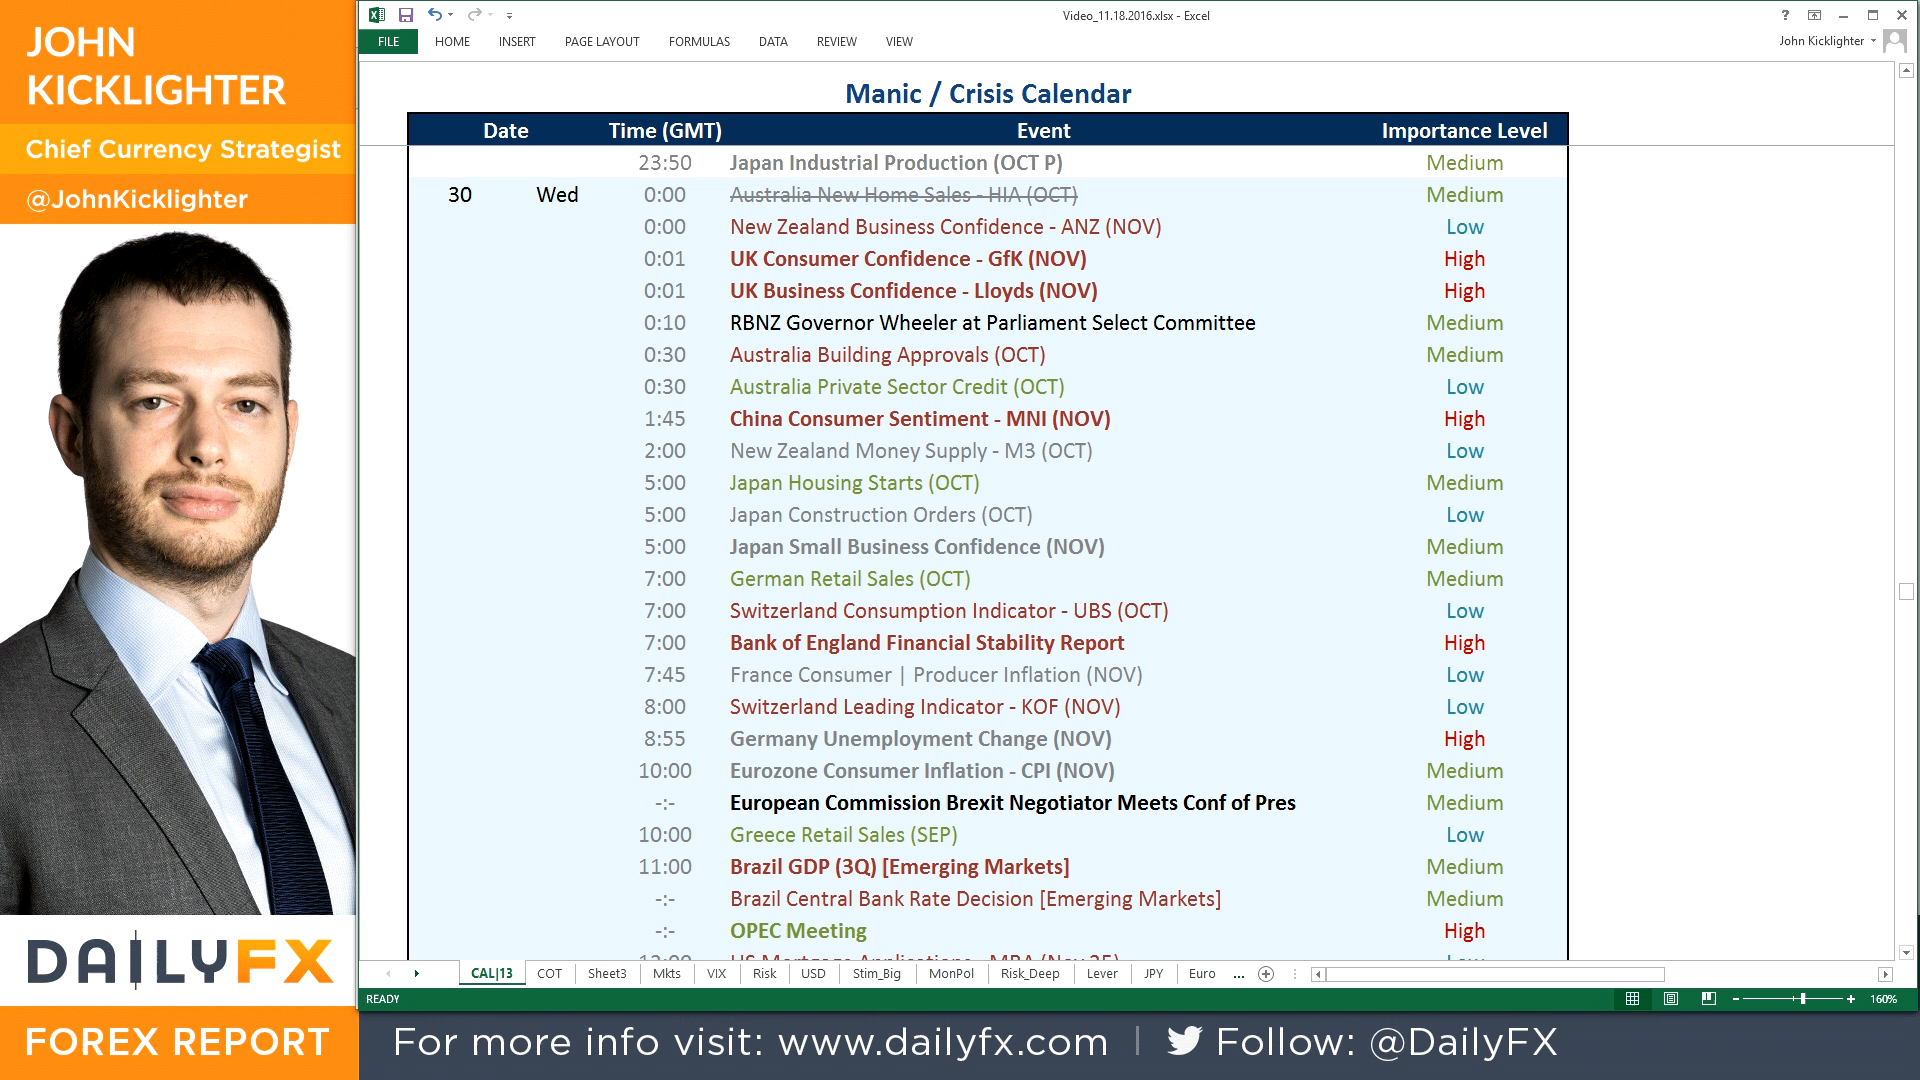 JOHN
KICKLIGHTER
Chief Currency Strategist
@JohnKicklighter
DAILYFX
FOREX REPORT
Video_11.18.2016.xlsx - Excel
?
FILE HOME INSERT PAGE LAYOUT FORMULAS DATA REVIEW VIEW
John Kicklighter
Manic / Crisis Calendar
Date Time (GMT) Event Importance Level
23:50 Japan Industrial Production (OCT P) Medium
30 Wed 0:00 Australia New Home Sales - HIA (OCT) Medium
0:00 New Zealand Business Confidence - ANZ (NOV) Low
0:01 UK Consumer Confidence - GfK (NOV) High
0:01 UK Business Confidence - Lloyds (NOV) High
0:10 RBNZ Governor Wheeler at Parliament Select Committee Medium
0:30 Australia Building Approvals (OCT) Medium
0:30 Australia Private Sector Credit (OCT) Low
1:45 China Consumer Sentiment - MNI (NOV) High
2:00 New Zealand Money Supply - M3 (OCT) Low
5:00 Japan Housing Starts (OCT) Medium
5:00 Japan Construction Orders (OCT) Low
5:00 Japan Small Business Confidence (NOV) Medium
7:00 German Retail Sales (OCT) Medium
7:00 Switzerland Consumption Indicator - UBS (OCT) Low
7:00 Bank of England Financial Stability Report High
7:45 France Consumer | Producer Inflation (NOV) Low
8:00 Switzerland Leading Indicator - KOF (NOV) Low
8:55 Germany Unemployment Change (NOV) High
10:00 Eurozone Consumer Inflation - CPI (NOV) Medium
-:- European Commission Brexit Negotiator Meets Conf of Pres Medium
10:00 Greece Retail Sales (SEP) Low
11:00 Brazil GDP (3Q) [Emerging Markets] Medium
-:- Brazil Central Bank Rate Decision [Emerging Markets] Medium
-:- OPEC Meeting High
12:00 US Mortgage Applications - MBA (Nov 25) Low
CAL|13 COT Sheet3 Mkts VIX Risk USD Stim_Big MonPol Risk_Deep Lever JPY Euro ...
READY
160%
For more info visit: www.dailyfx.com | Follow: @DailyFX